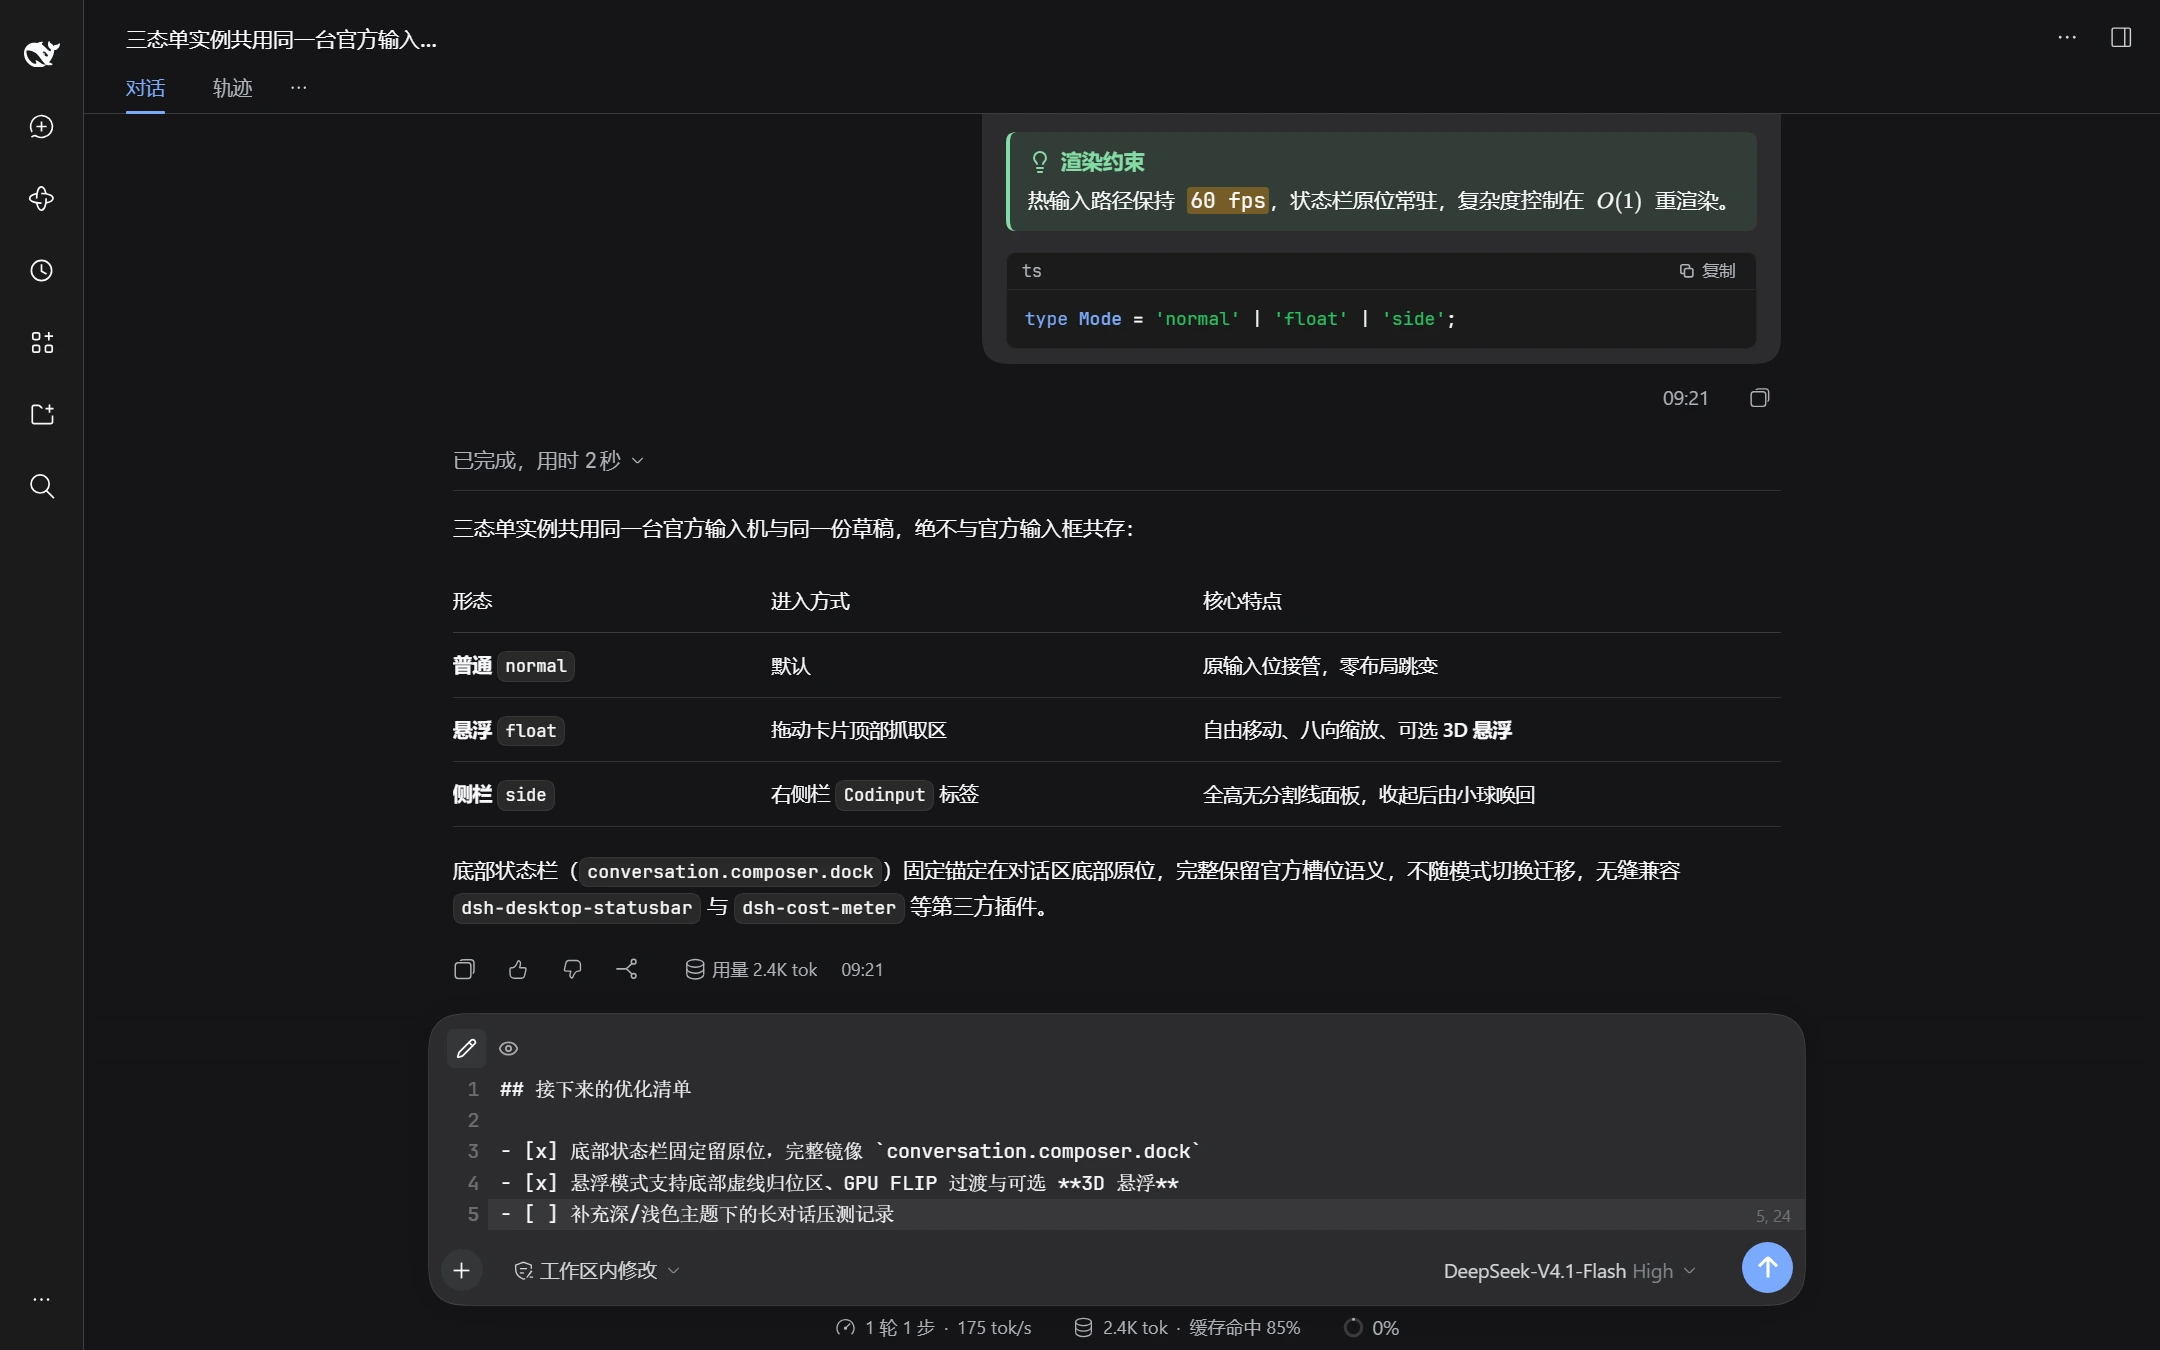 三态单实例共用同一台官方输入...
对话 轨迹 ...
渲染约束
热输入路径保持 60 fps，状态栏原位常驻，复杂度控制在 O(1) 重渲染。
ts 复制
type Mode = 'normal' | 'float' | 'side';
09:21
已完成，用时 2秒
三态单实例共用同一台官方输入机与同一份草稿，绝不与官方输入框共存：
形态 进入方式 核心特点
普通 normal 默认 原输入位接管，零布局跳变
悬浮 float 拖动卡片顶部抓取区 自由移动、八向缩放、可选 3D 悬浮
侧栏 side 右侧栏 Codinput 标签 全高无分割线面板，收起后由小球唤回
底部状态栏（conversation.composer.dock）固定锚定在对话区底部原位，完整保留官方槽位语义，不随模式切换迁移，无缝兼容
dsh-desktop-statusbar 与 dsh-cost-meter 等第三方插件。
用量 2.4K tok 09:21
1 ## 接下来的优化清单
2
3 - [x] 底部状态栏固定留原位，完整镜像 `conversation.composer.dock`
4 - [x] 悬浮模式支持底部虚线归位区、GPU FLIP 过渡与可选 **3D 悬浮**
5 - [ ] 补充深/浅色主题下的长对话压测记录
5, 24
工作区内修改 DeepSeek-V4.1-Flash High
1 轮 1 步 · 175 tok/s 2.4K tok · 缓存命中 85% 0%